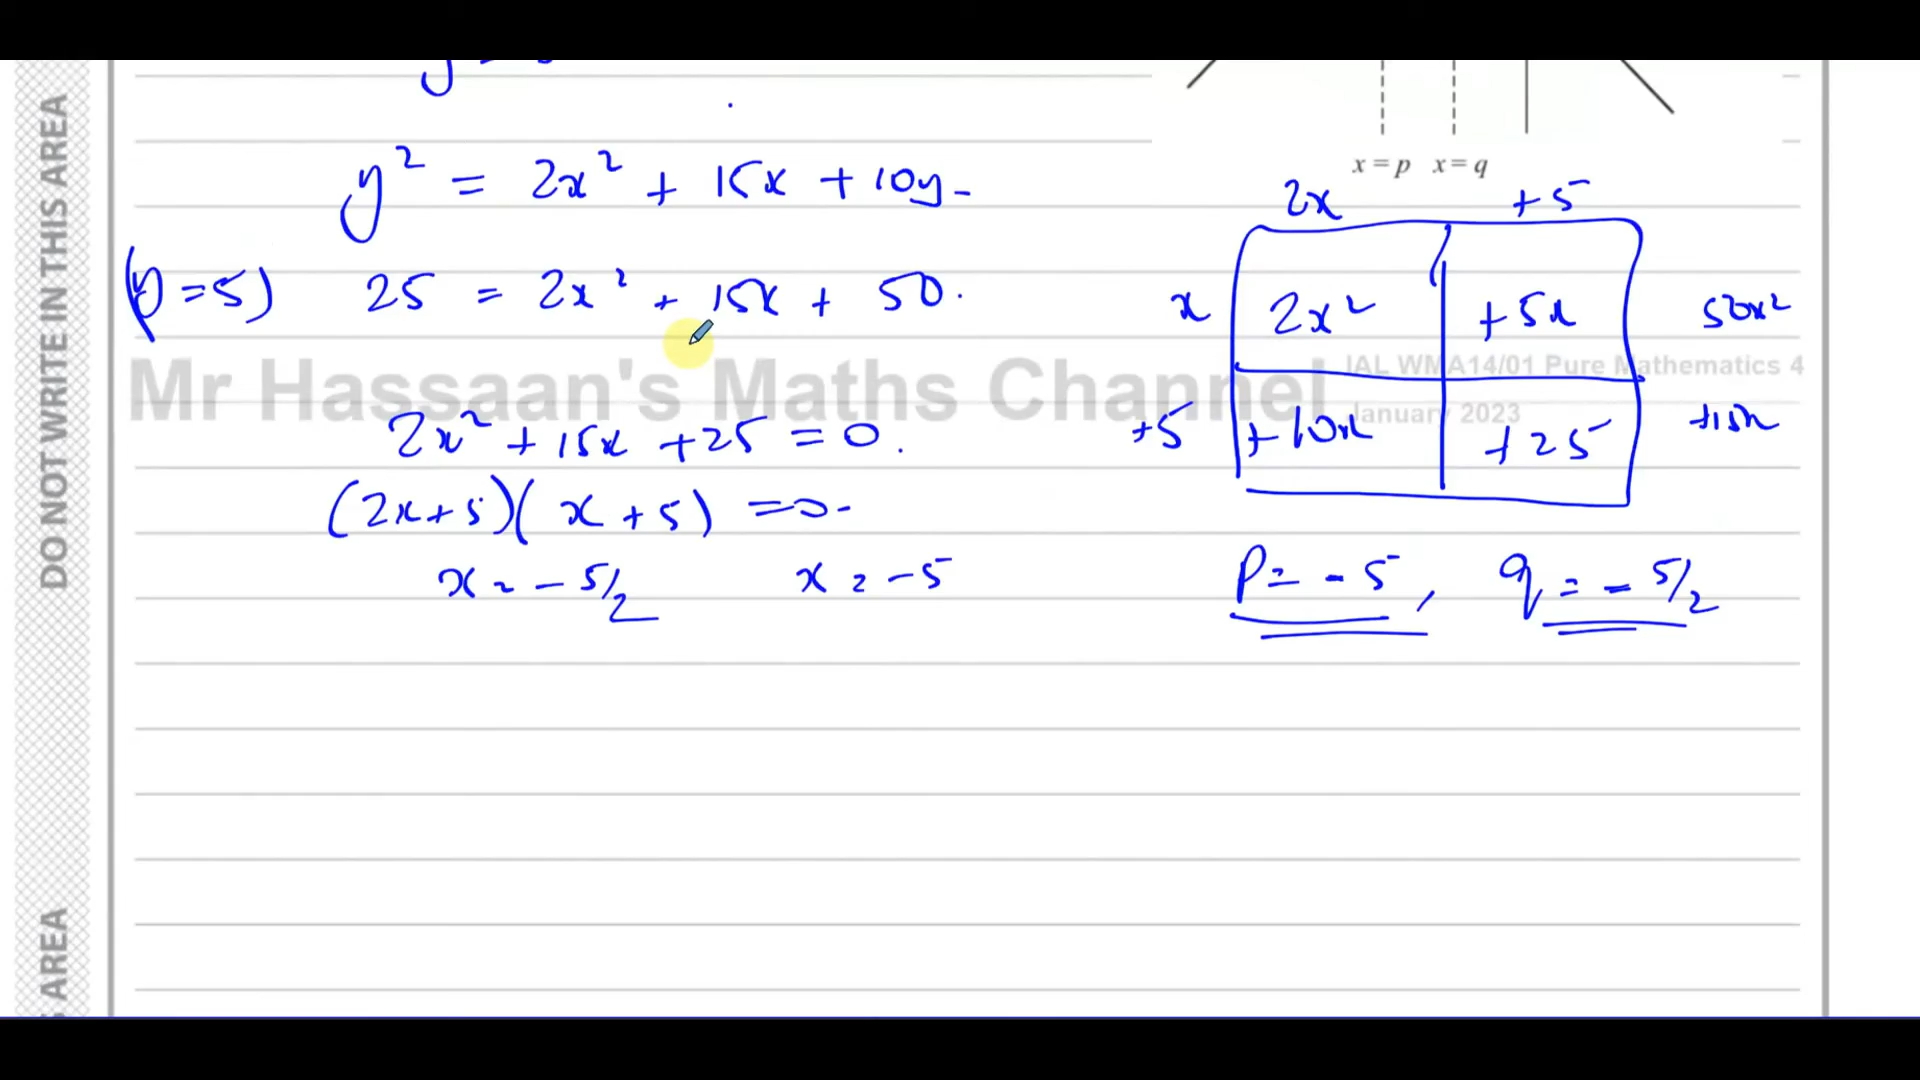 y² = 2x² + 15x + 10y
x = p x = q
2x +5
(y = 5) 25 = 2x² + 15x + 50.
x 2x² +5x 50x²
Mr Hassaan's Maths Channel
IAL WMA14/01 Pure Mathematics 4
January 2023
2x² + 15x + 25 = 0.
+5 +10x +25 +15x
(2x+5)(x+5) = 0
x = -5/2 x = -5
p = -5, q = -5/2
DO NOT WRITE IN THIS AREA
AREA